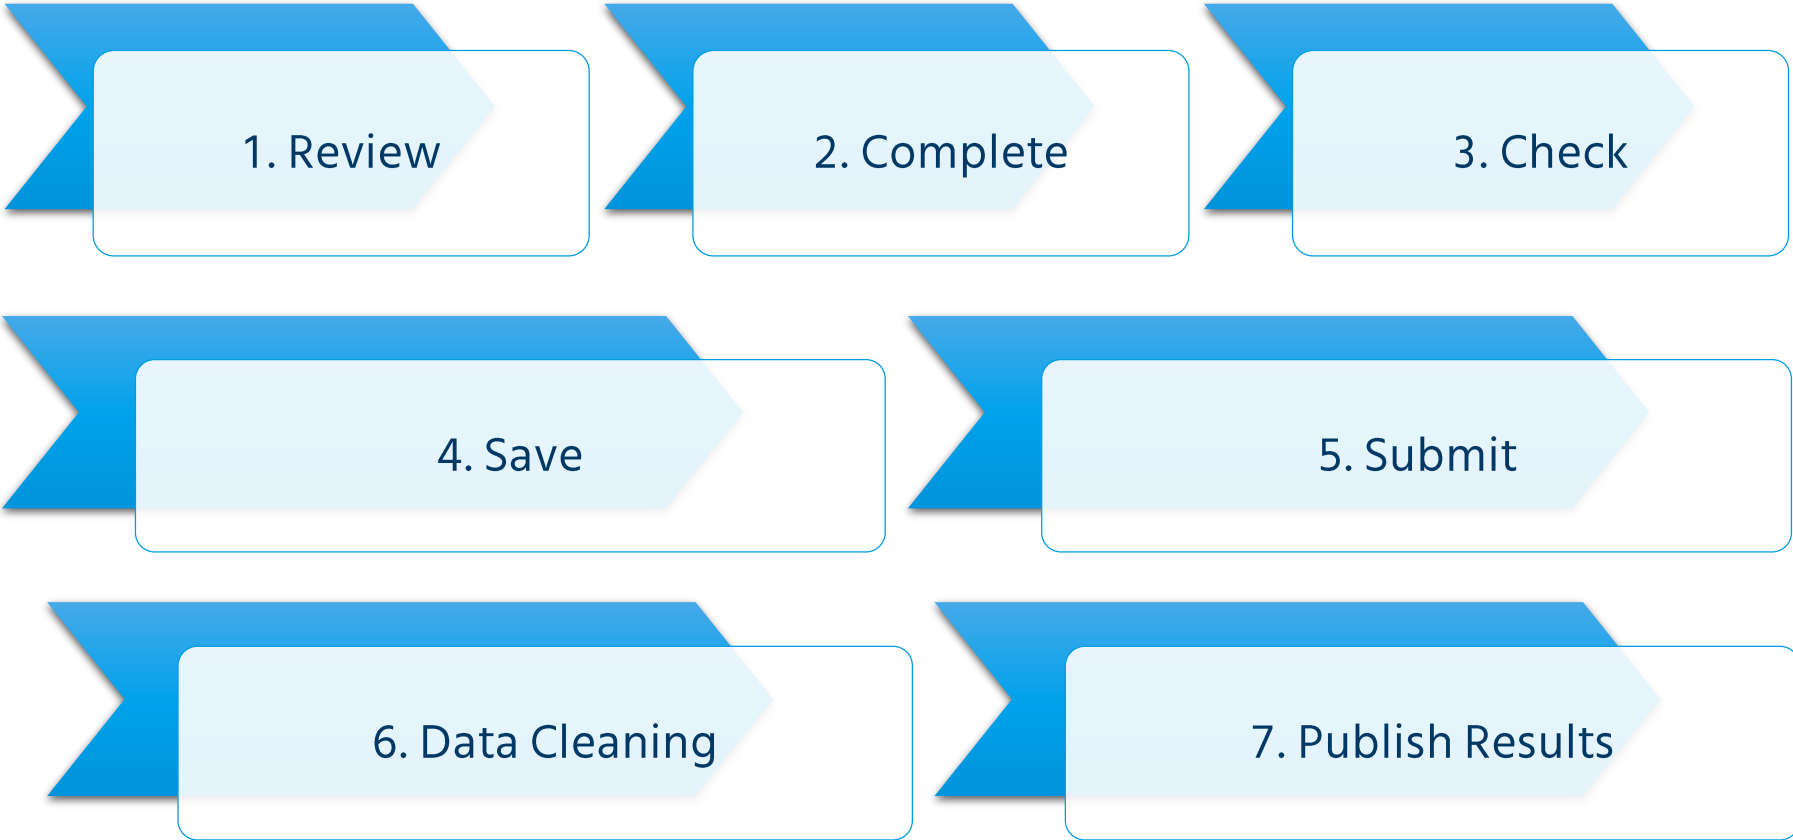 1. Review
2. Complete
3. Check
4. Save
5. Submit
6. Data Cleaning
7. Publish Results